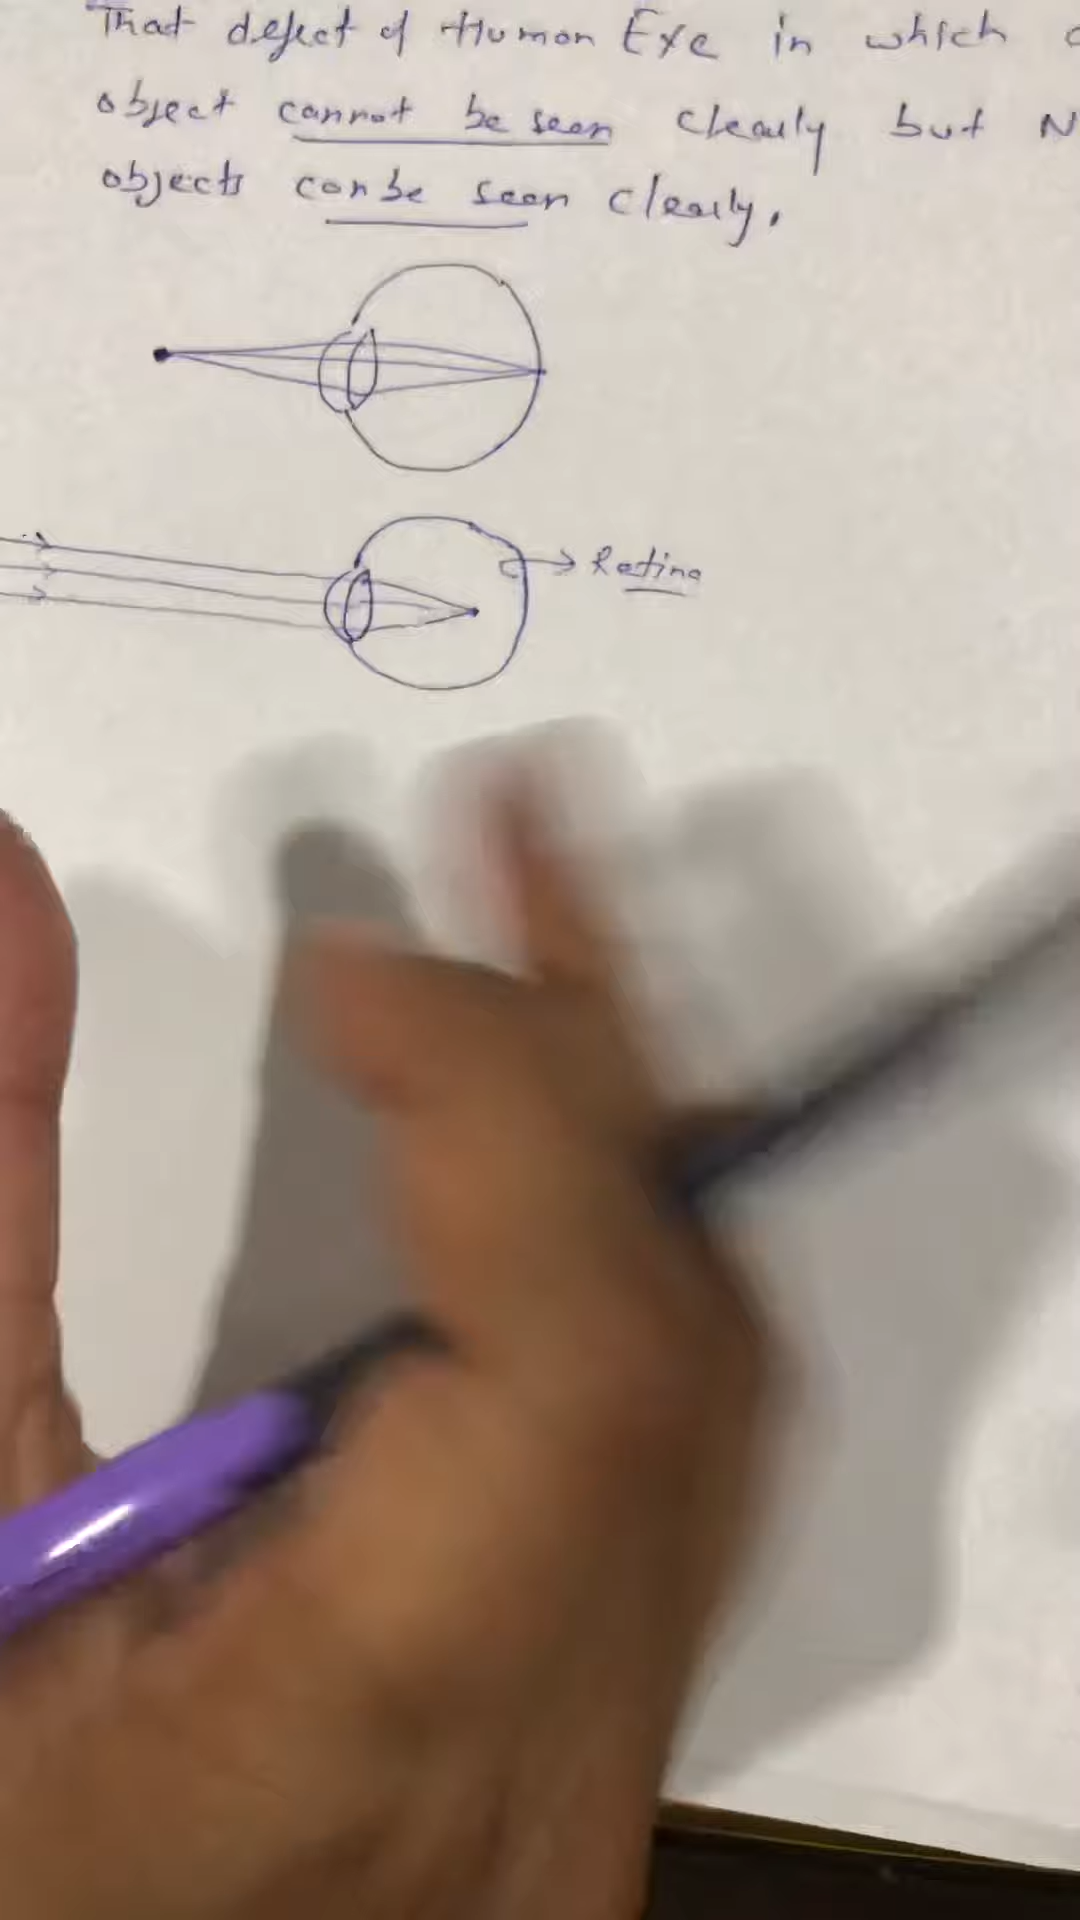 That defect of Human Eye in which
object cannot be seen clearly but
objects can be seen clearly.
Retina